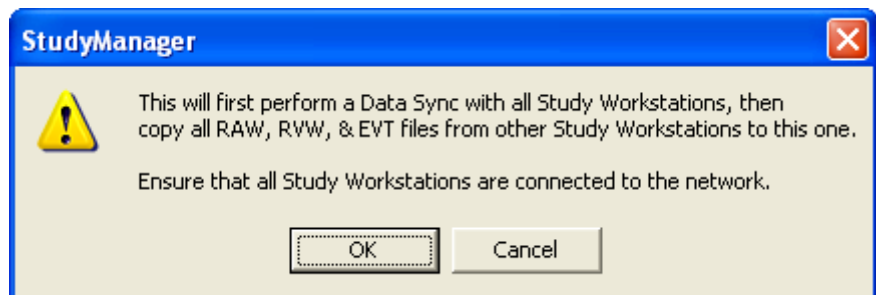 StudyManager
This will first perform a Data Sync with all Study Workstations, then
copy all RAW, RVW, & EVT files from other Study Workstations to this one.
Ensure that all Study Workstations are connected to the network.
OK
Cancel